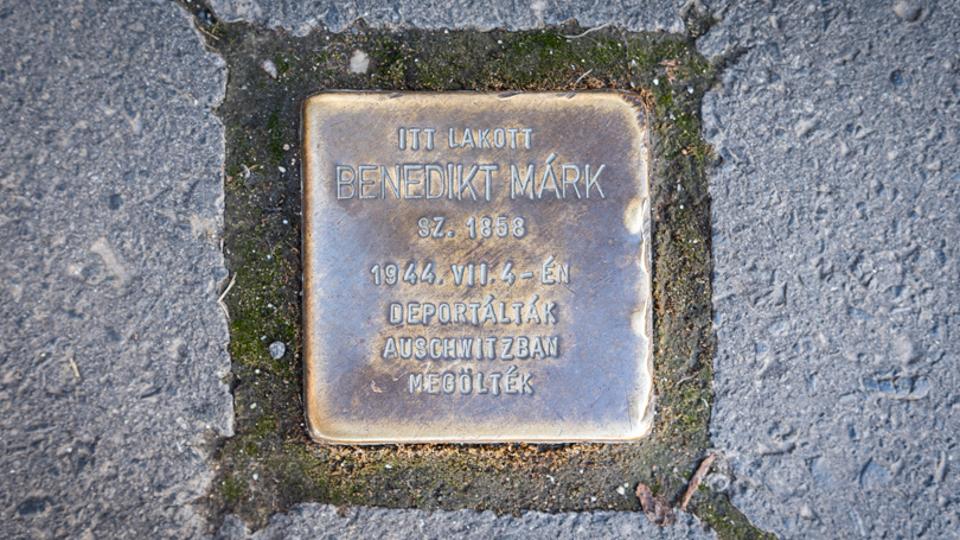 ITT LAKOTT
BENEDIKT MÁRK
SZ. 1858
1944. VII. 4-ÉN
DEPORTÁLTÁK
AUSCHWITZBAN
MEGÖLTÉK